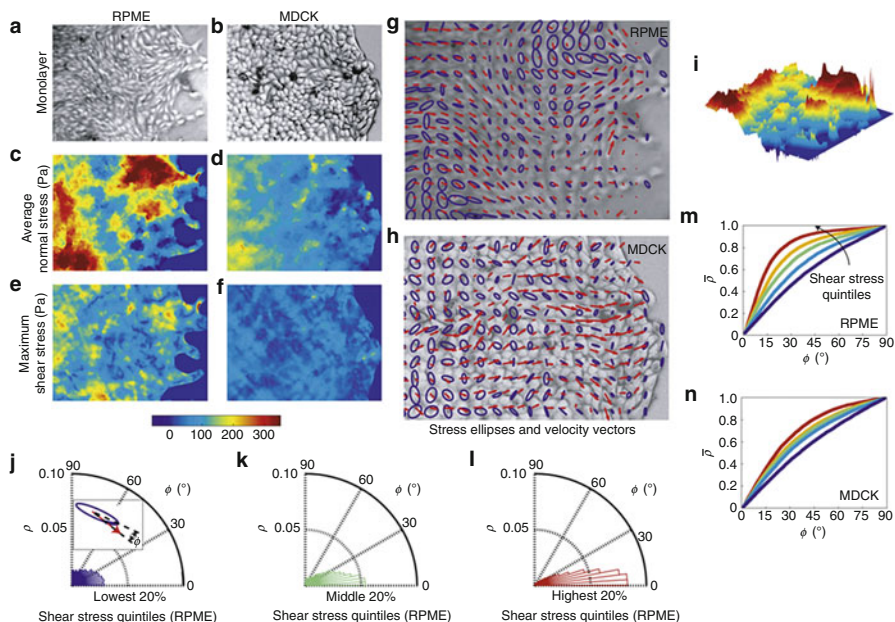 RPME
MDCK
a
b
Monolayer
c
d
Average
normal stress (Pa)
e
f
Maximum
shear stress (Pa)
0 100 200 300
g
RPME
h
MDCK
Stress ellipses and velocity vectors
i
m
1.0
0.8
0.6
0.4
0.2
0
ρ̅
Shear stress
quintiles
RPME
0 15 30 45 60 75 90
ϕ (°)
n
1.0
0.8
0.6
0.4
0.2
0
ρ̅
MDCK
0 15 30 45 60 75 90
ϕ (°)
j
90
0.10
60
ϕ (°)
ρ
0.05
30
ϕ
0
Lowest 20%
Shear stress quintiles (RPME)
k
90
0.10
60
ϕ (°)
ρ
0.05
30
0
Middle 20%
Shear stress quintiles (RPME)
l
90
0.10
60
ϕ (°)
ρ
0.05
30
0
Highest 20%
Shear stress quintiles (RPME)